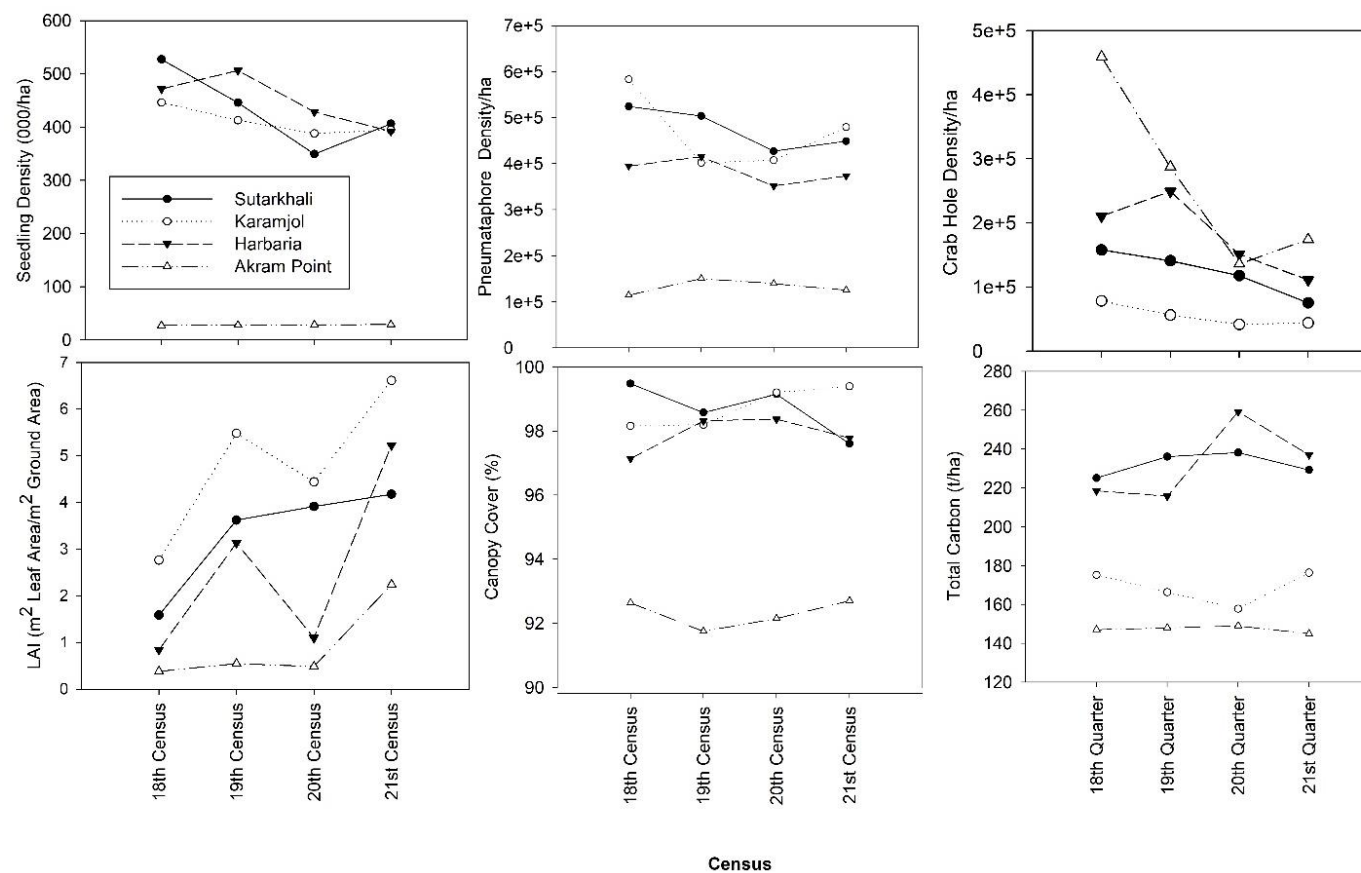 Seedling Density (000/ha)
600
500
400
300
200
100
0
Sutarkhali
Karamjol
Harbaria
Akram Point
Pneumataphore Density/ha
7e+5
6e+5
5e+5
4e+5
3e+5
2e+5
1e+5
0
Crab Hole Density/ha
5e+5
4e+5
3e+5
2e+5
1e+5
0
LAI (m2 Leaf Area/m2 Ground Area)
7
6
5
4
3
2
1
0
18th Census
19th Census
20th Census
21st Census
Canopy Cover (%)
100
98
96
94
92
90
18th Census
19th Census
20th Census
21st Census
Total Carbon (t/ha)
280
260
240
220
200
180
160
140
120
18th Quarter
19th Quarter
20th Quarter
21st Quarter
Census